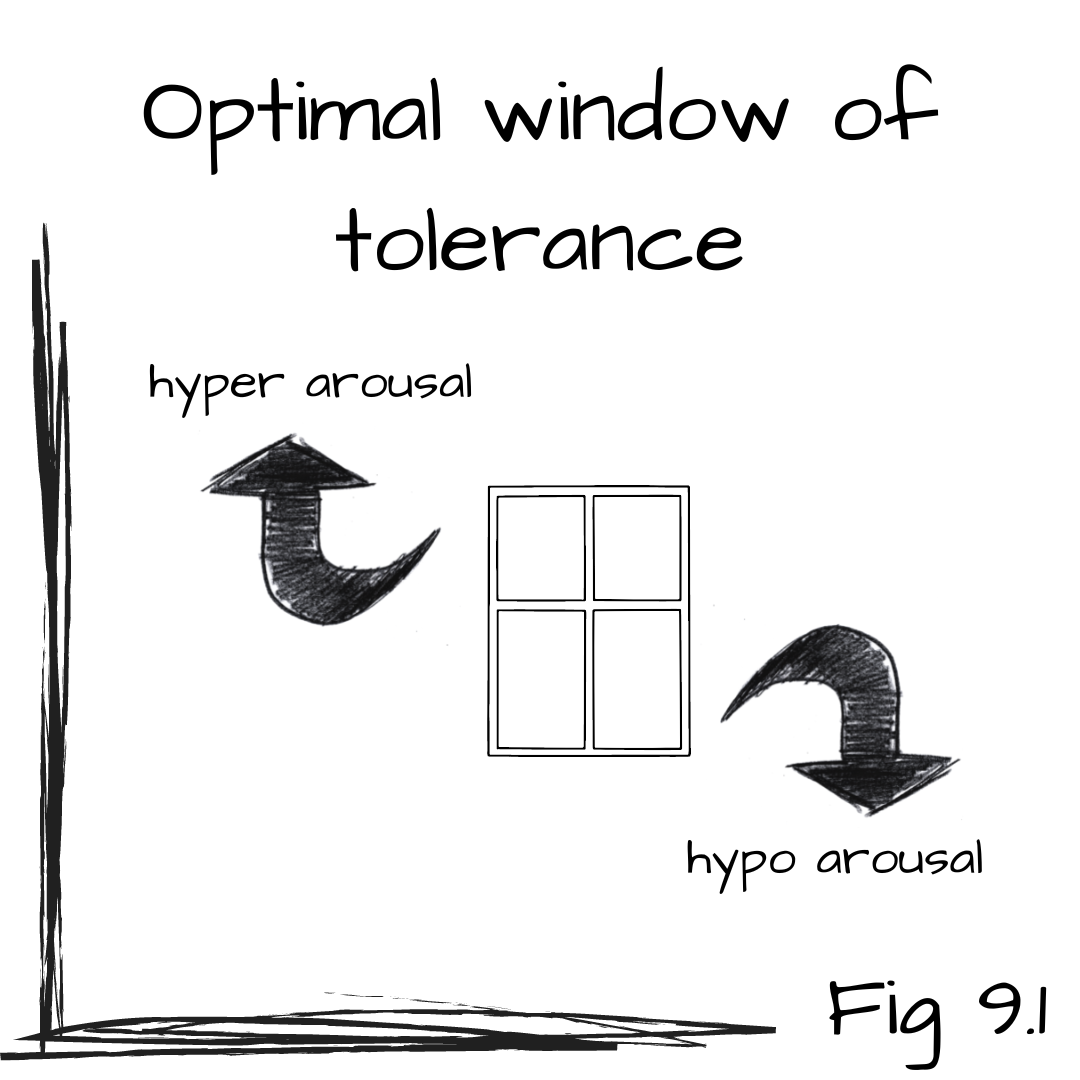 Optimal window of
tolerance
hyper arousal
hypo arousal
Fig 9.1